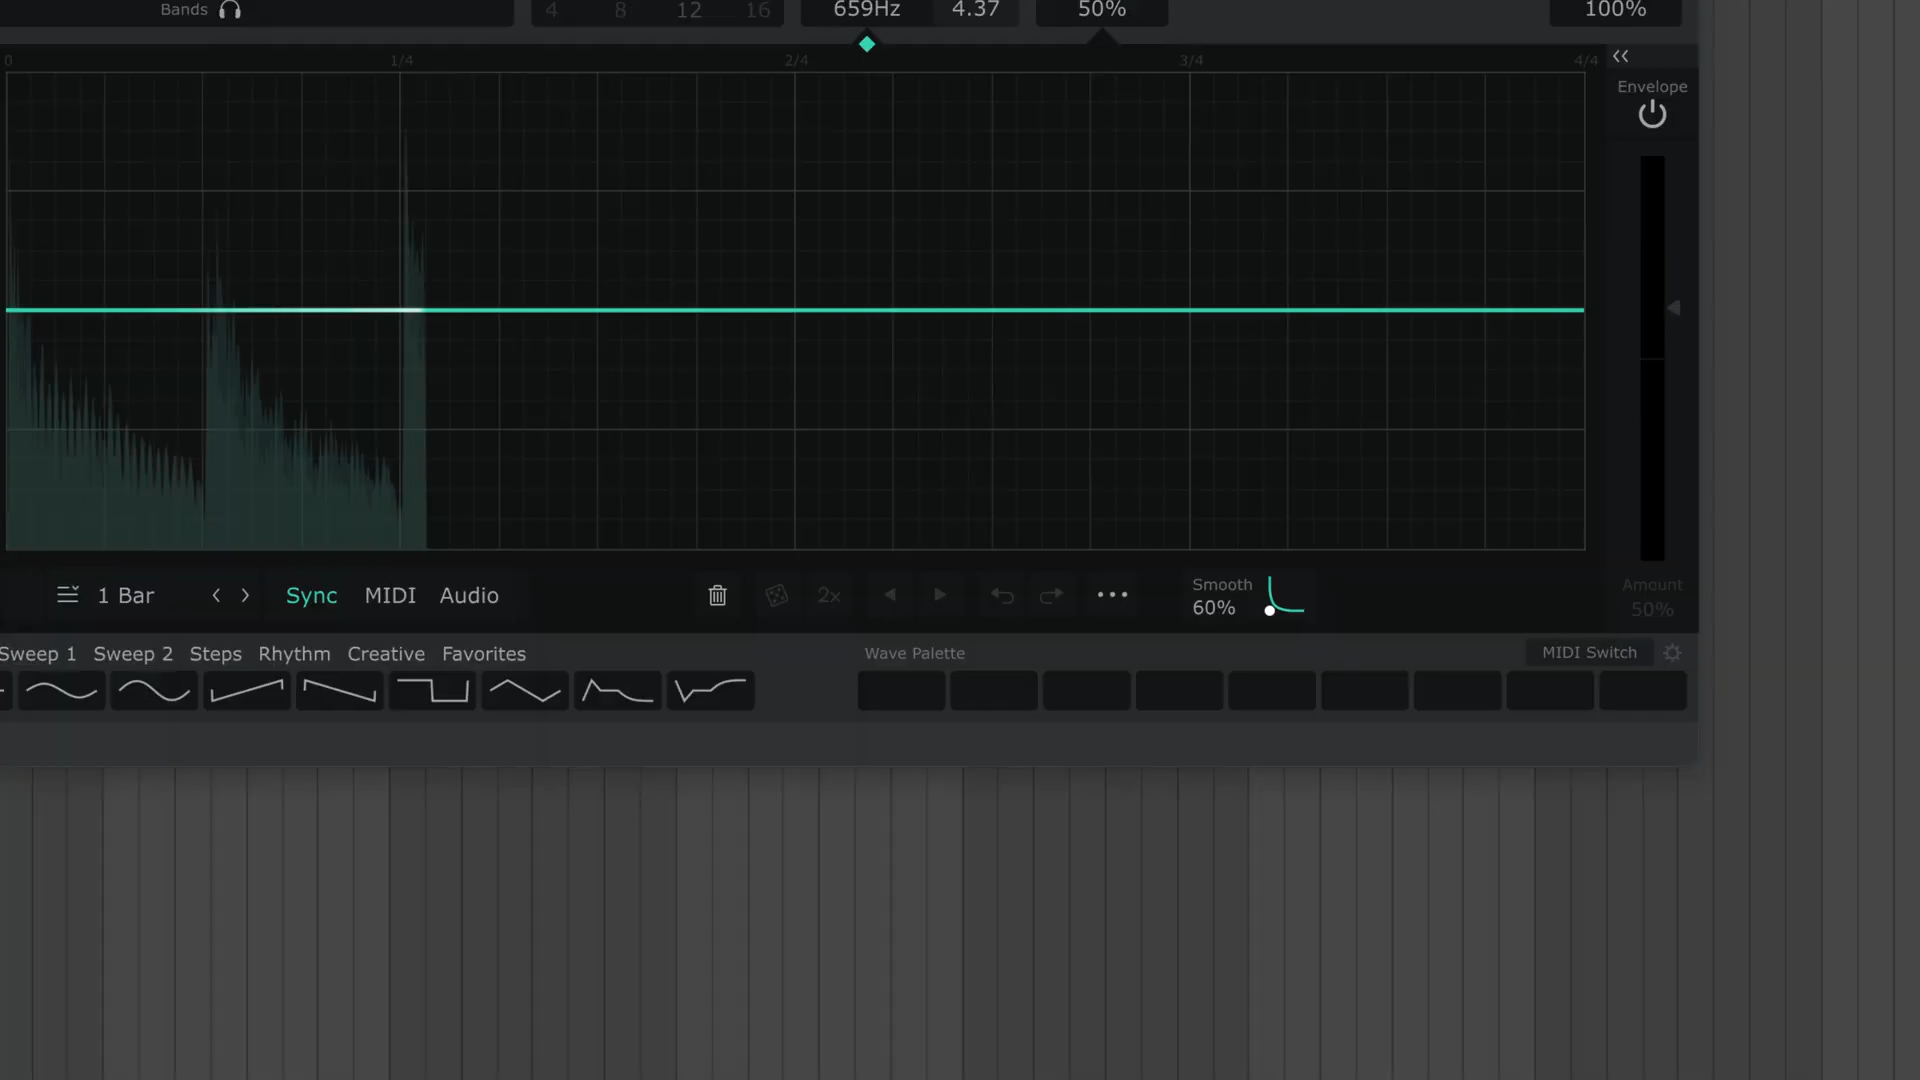 Bands 4 8 12 16 659Hz 4.37 50% 100%
0 1/4 2/4 3/4 4/4
Envelope
1 Bar Sync MIDI Audio 2x Smooth
60%
Amount
50%
Sweep 1 Sweep 2 Steps Rhythm Creative Favorites Wave Palette MIDI Switch